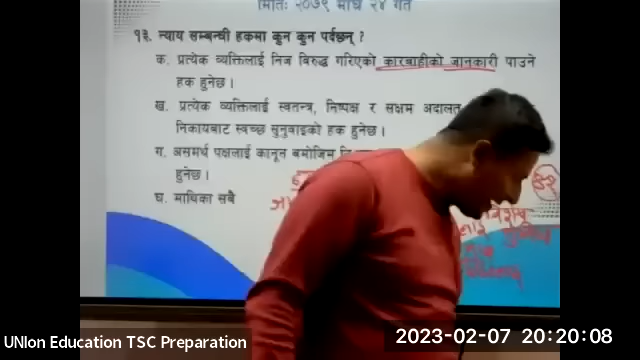 मितिः २०७९ माघ २४ गते
१३. न्याय सम्बन्धी हकमा कुन कुन पर्दछन् ?
क. प्रत्येक व्यक्तिलाई निज बिरुद्ध गरिएको कारबाहीको जानकारी पाउने
हक हुनेछ ।
ख. प्रत्येक व्यक्तिलाई स्वतन्त्र, निष्पक्ष र सक्षम अदालत
निकायबाट स्वच्छ सुनुवाइको हक हुनेछ ।
ग. असमर्थ पक्षलाई कानून बमोजिम
हुनेछ ।
घ. माथिका सबै
UNIon Education TSC Preparation
2023-02-07 20:20:08